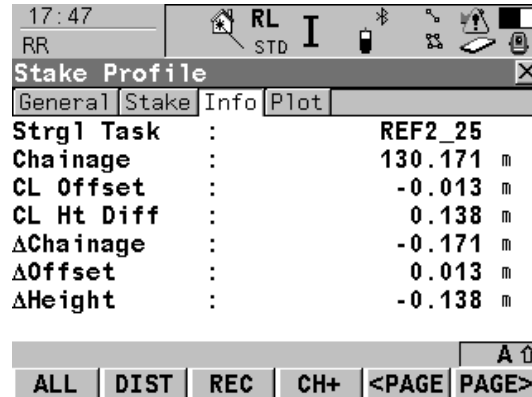 17:47
RR
RL
STD I
Stake Profile
General Stake Info Plot
Strgl Task : REF2_25
Chainage : 130.171 m
CL Offset : -0.013 m
CL Ht Diff : 0.138 m
ΔChainage : -0.171 m
ΔOffset : 0.013 m
ΔHeight : -0.138 m
A
ALL DIST REC CH+ <PAGE PAGE>